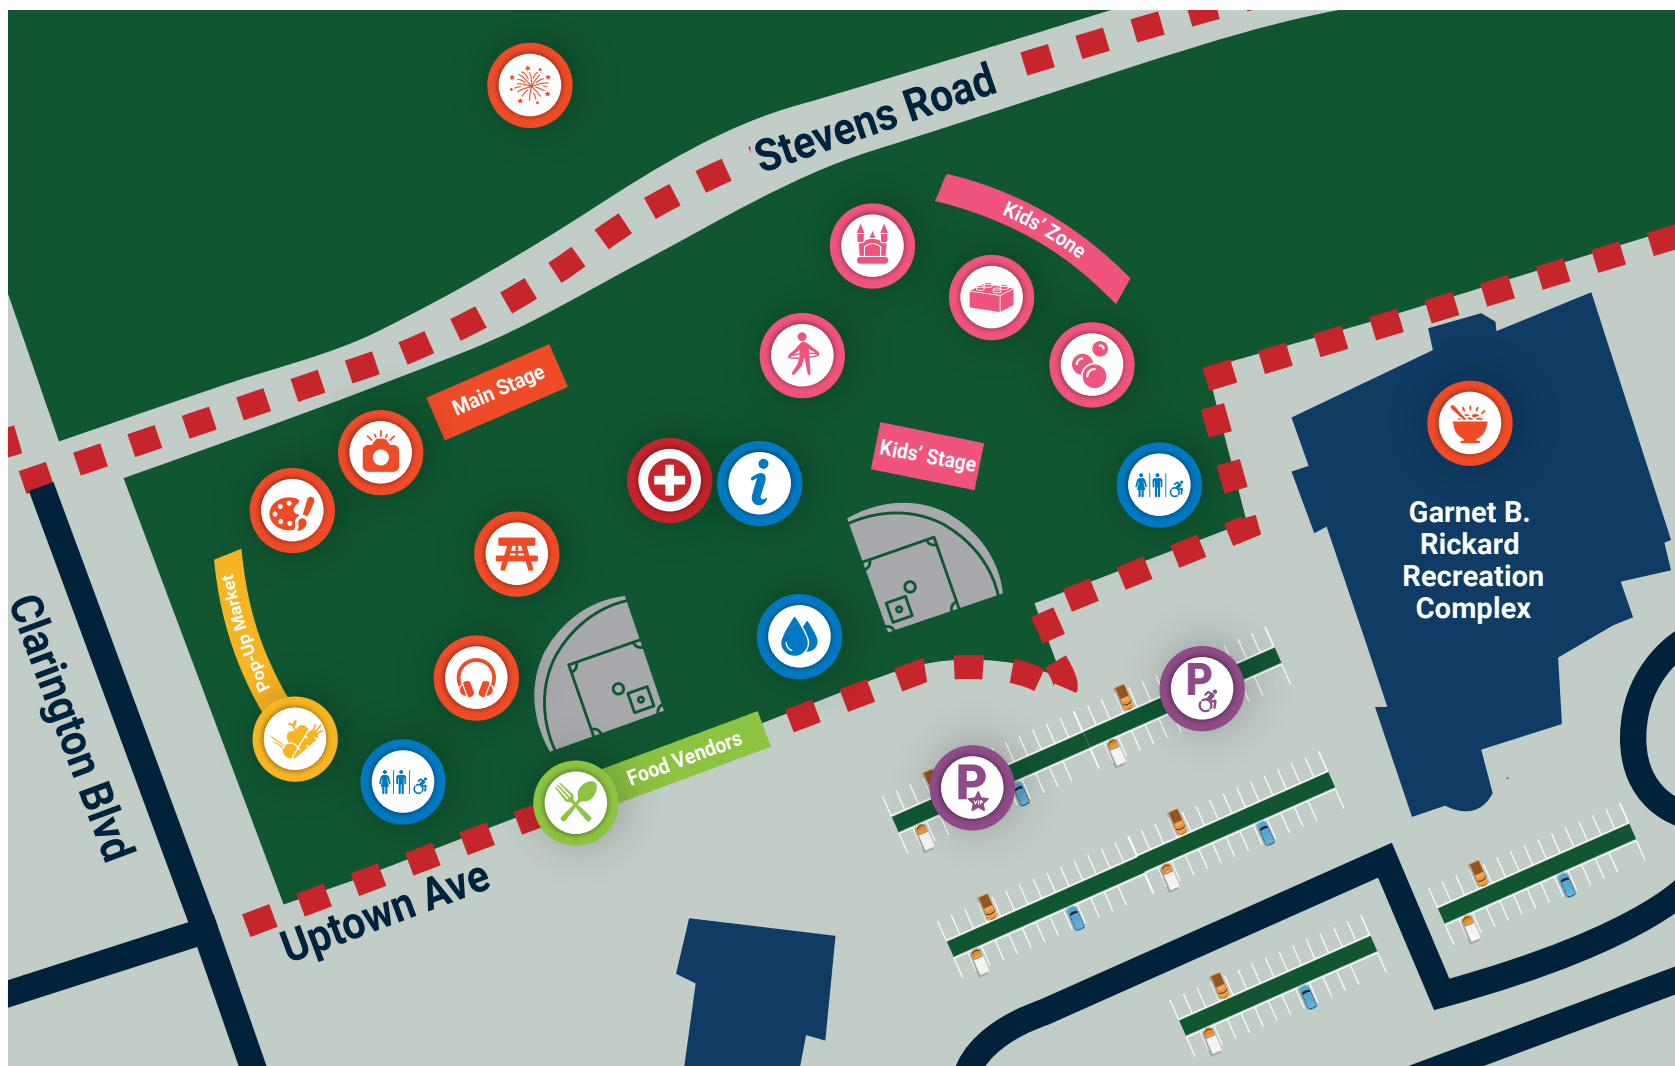 Stevens Road
Kids' Zone
Main Stage
Kids' Stage
Garnet B.
Rickard
Recreation
Complex
Pop-Up Market
Clarington Blvd
P
P
VIP
Food Vendors
Uptown Ave
i